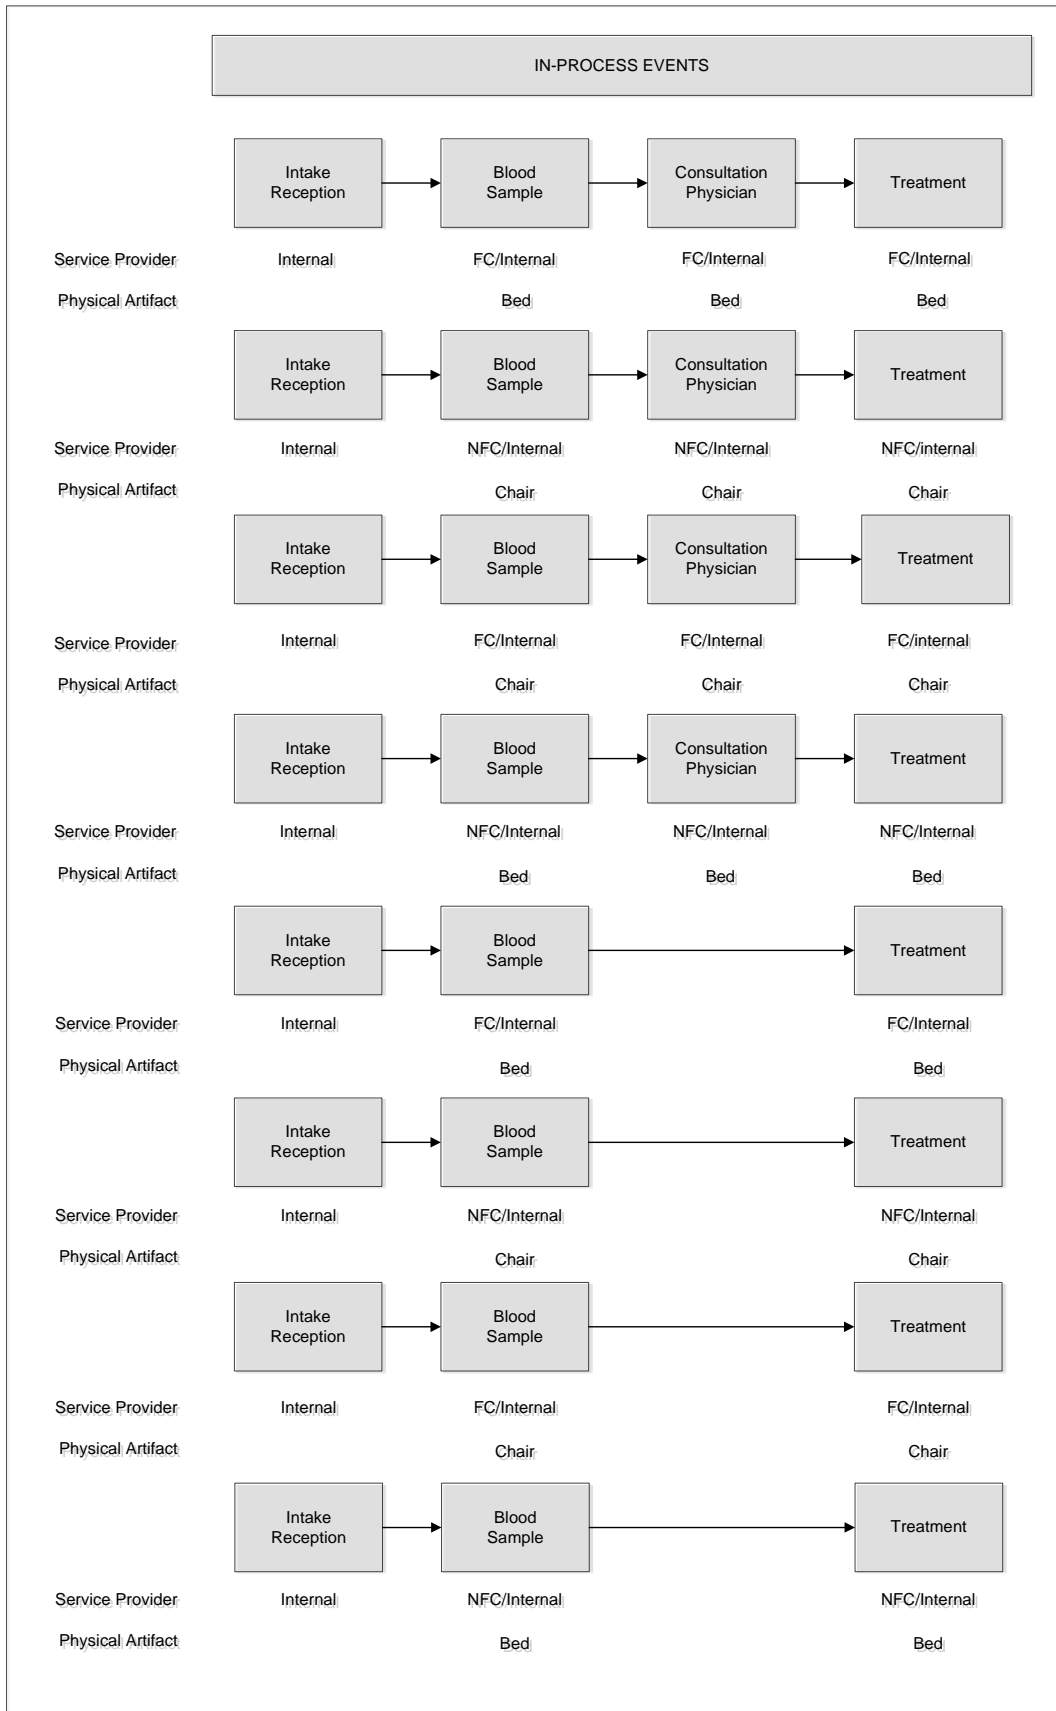 IN-PROCESS EVENTS
Intake
Reception
Blood
Sample
Consultation
Physician
Treatment
Service Provider Internal FC/Internal FC/Internal FC/Internal
Physical Artifact Bed Bed Bed
Intake
Reception
Blood
Sample
Consultation
Physician
Treatment
Service Provider Internal NFC/Internal NFC/Internal NFC/internal
Physical Artifact Chair Chair Chair
Intake
Reception
Blood
Sample
Consultation
Physician
Treatment
Service Provider Internal FC/Internal FC/Internal FC/internal
Physical Artifact Chair Chair Chair
Intake
Reception
Blood
Sample
Consultation
Physician
Treatment
Service Provider Internal NFC/Internal NFC/Internal NFC/Internal
Physical Artifact Bed Bed Bed
Intake
Reception
Blood
Sample
Treatment
Service Provider Internal FC/Internal FC/Internal
Physical Artifact Bed Bed
Intake
Reception
Blood
Sample
Treatment
Service Provider Internal NFC/Internal NFC/Internal
Physical Artifact Chair Chair
Intake
Reception
Blood
Sample
Treatment
Service Provider Internal FC/Internal FC/Internal
Physical Artifact Chair Chair
Intake
Reception
Blood
Sample
Treatment
Service Provider Internal NFC/Internal NFC/Internal
Physical Artifact Bed Bed